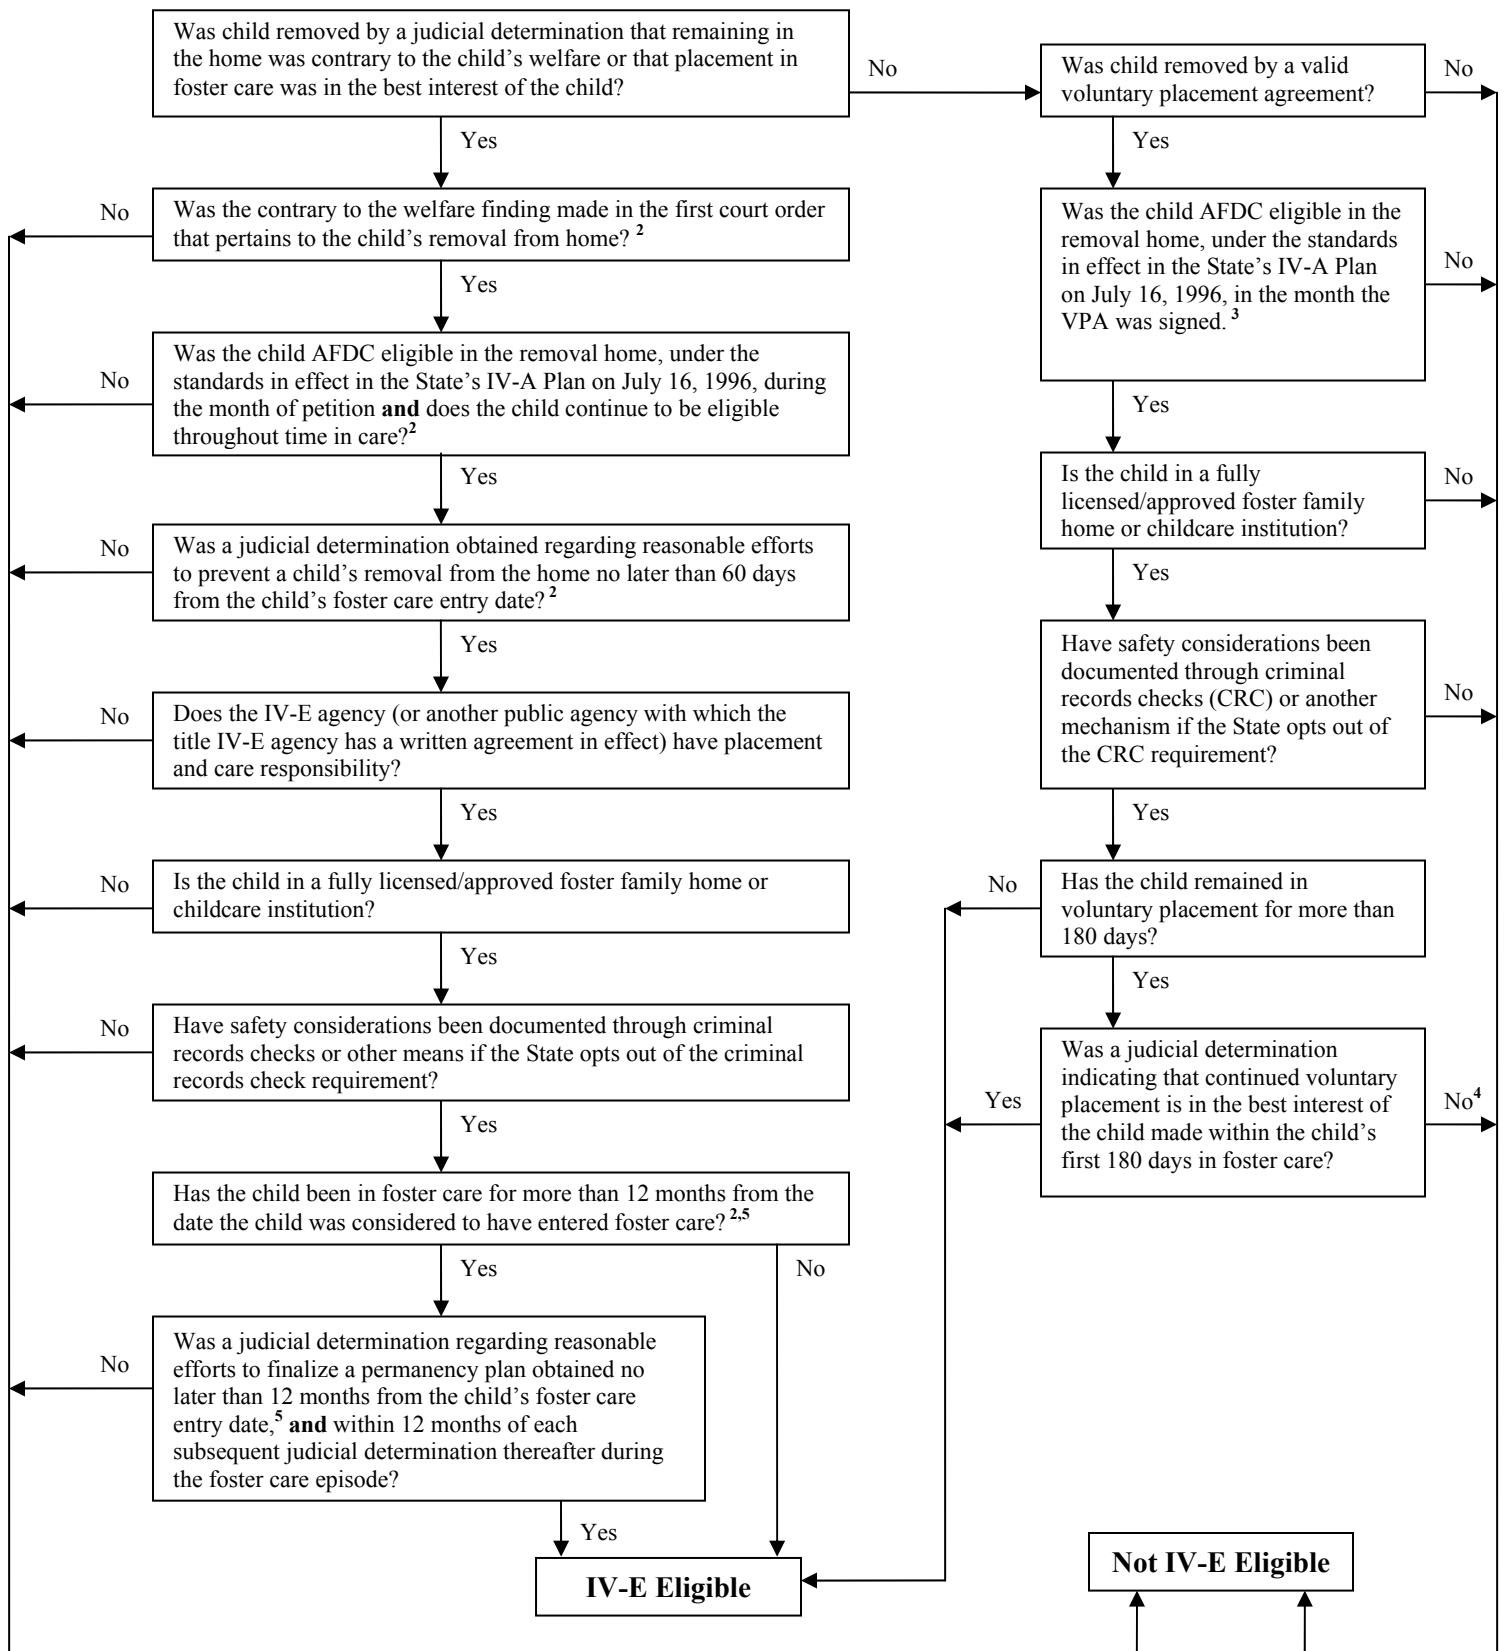 Was child removed by a judicial determination that remaining in
the home was contrary to the child’s welfare or that placement in
foster care was in the best interest of the child?
No
Was child removed by a valid
voluntary placement agreement?
No
Yes
Yes
No
Was the contrary to the welfare finding made in the first court order
that pertains to the child’s removal from home? 2
Yes
Was the child AFDC eligible in the
removal home, under the standards
in effect in the State’s IV-A Plan
on July 16, 1996, in the month the
VPA was signed. 3
No
Yes
No
Was the child AFDC eligible in the removal home, under the
standards in effect in the State’s IV-A Plan on July 16, 1996, during
the month of petition and does the child continue to be eligible
throughout time in care?2
Yes
Is the child in a fully
licensed/approved foster family
home or childcare institution?
No
Yes
No
Was a judicial determination obtained regarding reasonable efforts
to prevent a child’s removal from the home no later than 60 days
from the child’s foster care entry date? 2
Yes
Have safety considerations been
documented through criminal
records checks (CRC) or another
mechanism if the State opts out of
the CRC requirement?
No
Yes
No
Does the IV-E agency (or another public agency with which the
title IV-E agency has a written agreement in effect) have placement
and care responsibility?
Yes
No
Has the child remained in
voluntary placement for more than
180 days?
Yes
No
Is the child in a fully licensed/approved foster family home or
childcare institution?
Yes
Yes
Was a judicial determination
indicating that continued voluntary
placement is in the best interest of
the child made within the child’s
first 180 days in foster care?
No4
No
Have safety considerations been documented through criminal
records checks or other means if the State opts out of the criminal
records check requirement?
Yes
Has the child been in foster care for more than 12 months from the
date the child was considered to have entered foster care? 2,5
Yes
No
No
Was a judicial determination regarding reasonable
efforts to finalize a permanency plan obtained no
later than 12 months from the child’s foster care
entry date,5 and within 12 months of each
subsequent judicial determination thereafter during
the foster care episode?
Yes
IV-E Eligible
Not IV-E Eligible